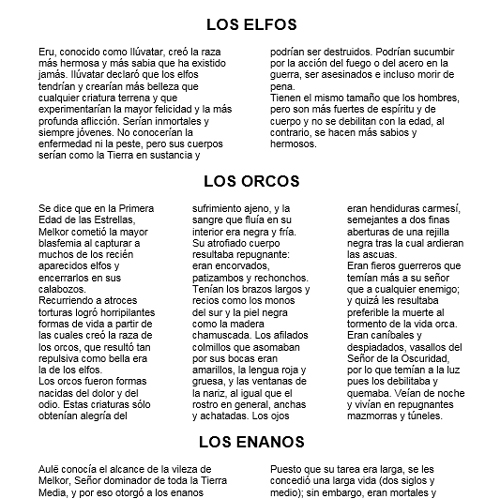 LOS ELFOS
Eru, conocido como Ilúvatar, creó la raza
más hermosa y más sabia que ha existido
jamás. Ilúvatar declaró que los elfos
tendrían y crearían más belleza que
cualquier criatura terrena y que
experimentarían la mayor felicidad y la más
profunda aflicción. Serían inmortales y
siempre jóvenes. No conocerían la
enfermedad ni la peste, pero sus cuerpos
serían como la Tierra en sustancia y
podrían ser destruidos. Podrían sucumbir
por la acción del fuego o del acero en la
guerra, ser asesinados e incluso morir de
pena.
Tienen el mismo tamaño que los hombres,
pero son más fuertes de espíritu y de
cuerpo y no se debilitan con la edad, al
contrario, se hacen más sabios y
hermosos.
LOS ORCOS
Se dice que en la Primera
Edad de las Estrellas,
Melkor cometió la mayor
blasfemia al capturar a
muchos de los recién
aparecidos elfos y
encerrarlos en sus
calabozos.
Recurriendo a atroces
torturas logró horripilantes
formas de vida a partir de
las cuales creó la raza de
los orcos, que resultó tan
repulsiva como bella era
la de los elfos.
Los orcos fueron formas
nacidas del dolor y del
odio. Estas criaturas sólo
obtenían alegría del
sufrimiento ajeno, y la
sangre que fluía en su
interior era negra y fría.
Su atrofiado cuerpo
resultaba repugnante:
eran encorvados,
patizambos y rechonchos.
Tenían los brazos largos y
recios como los monos
del sur y la piel negra
como la madera
chamuscada. Los afilados
colmillos que asomaban
por sus bocas eran
amarillos, la lengua roja y
gruesa, y las ventanas de
la nariz, al igual que el
rostro en general, anchas
y achatadas. Los ojos
eran hendiduras carmesí,
semejantes a dos finas
aberturas de una rejilla
negra tras la cual ardieran
las ascuas.
Eran fieros guerreros que
temían más a su señor
que a cualquier enemigo;
y quizá les resultaba
preferible la muerte al
tormento de la vida orca.
Eran caníbales y
despiadados, vasallos del
Señor de la Oscuridad,
por lo que temían a la luz
pues los debilitaba y
quemaba. Veían de noche
y vivían en repugnantes
mazmorras y túneles.
LOS ENANOS
Aulë conocía el alcance de la vileza de
Melkor, Señor dominador de toda la Tierra
Media, y por eso otorgó a los enanos
Puesto que su tarea era larga, se les
concedió una larga vida (dos siglos y
medio); sin embargo, eran mortales y